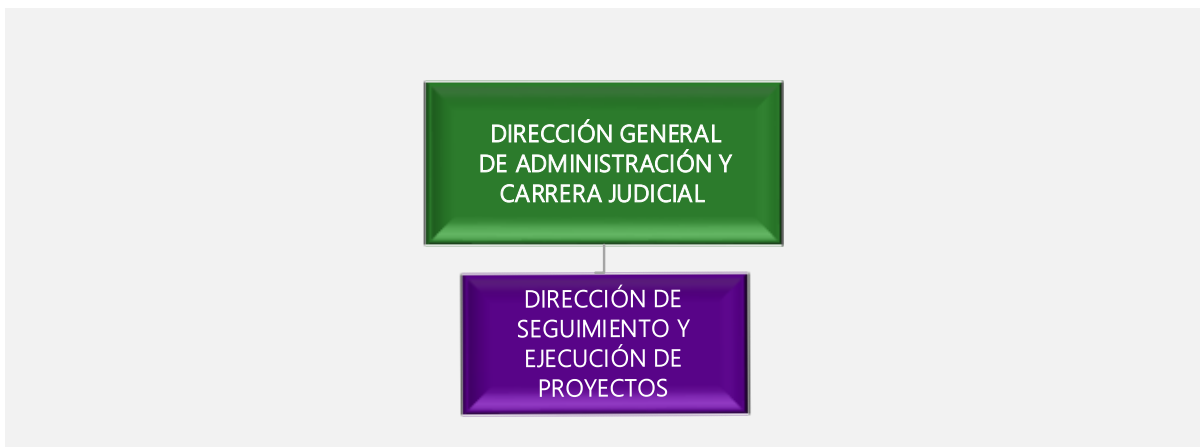 DIRECCIÓN GENERAL
DE ADMINISTRACIÓN Y
CARRERA JUDICIAL
DIRECCIÓN DE
SEGUIMIENTO Y
EJECUCIÓN DE
PROYECTOS